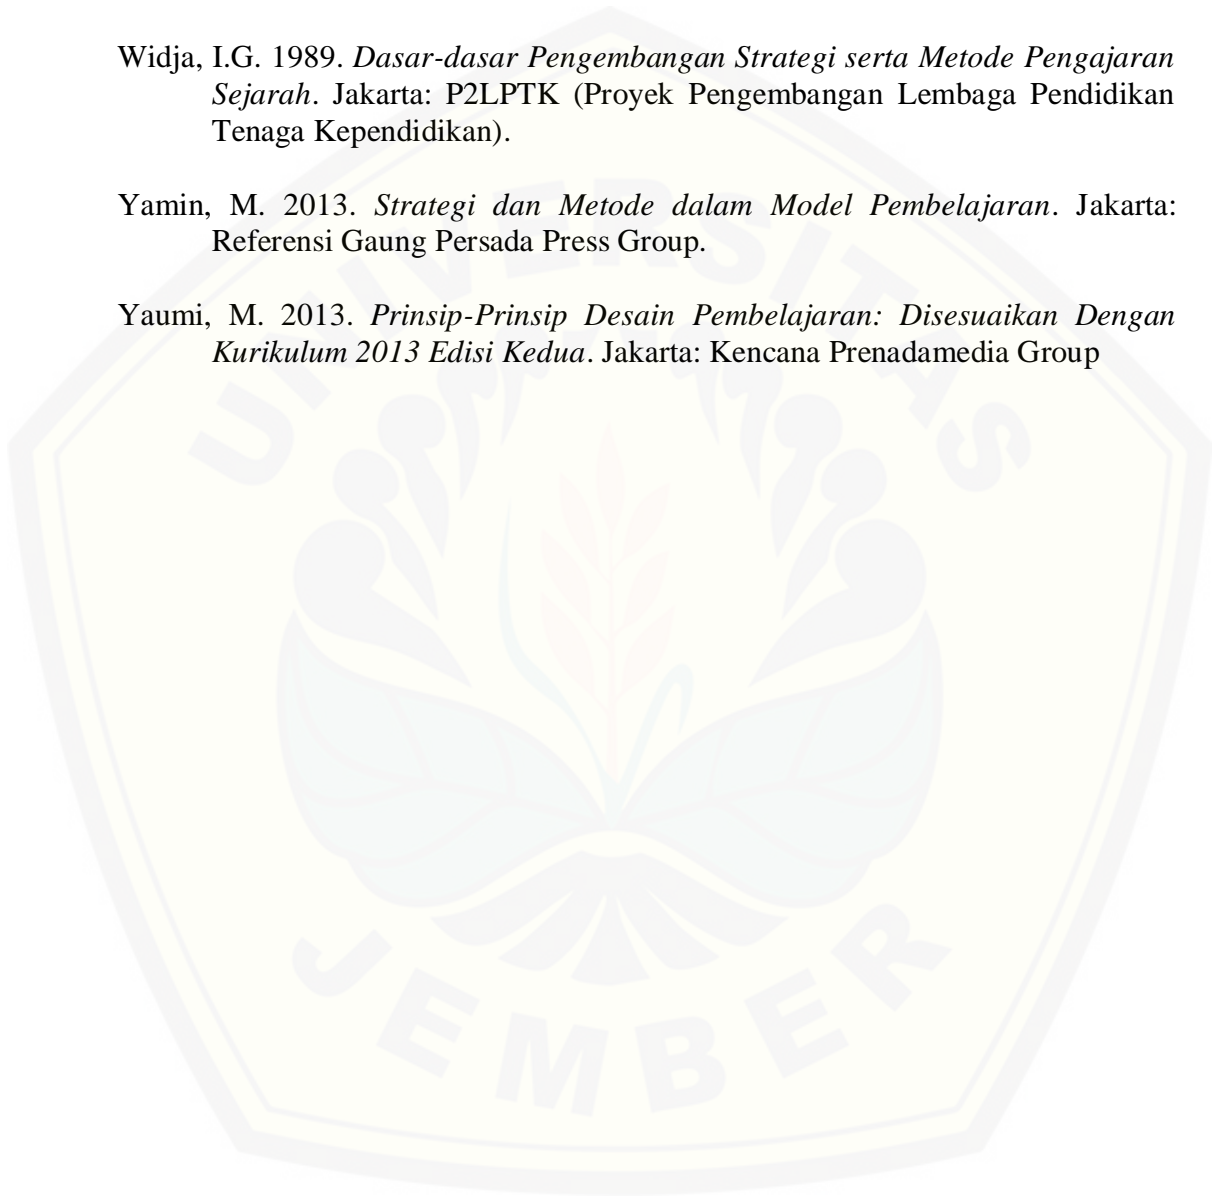 Widja, I.G. 1989. Dasar-dasar Pengembangan Strategi serta Metode Pengajaran
Sejarah. Jakarta: P2LPTK (Proyek Pengembangan Lembaga Pendidikan
Tenaga Kependidikan).
Yamin, M. 2013. Strategi dan Metode dalam Model Pembelajaran. Jakarta:
Referensi Gaung Persada Press Group.
Yaumi, M. 2013. Prinsip-Prinsip Desain Pembelajaran: Disesuaikan Dengan
Kurikulum 2013 Edisi Kedua. Jakarta: Kencana Prenadamedia Group
UNIVERSITAS
JEMBER